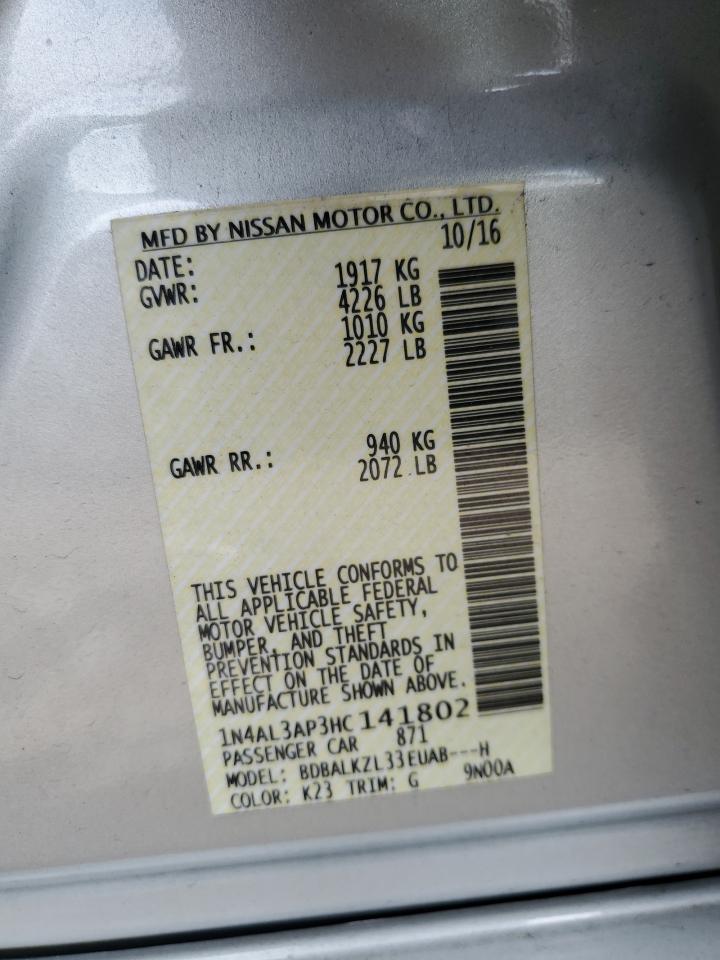 MFD BY NISSAN MOTOR CO., LTD.
DATE: 10/16
GVWR: 1917 KG
4226 LB
GAWR FR.: 1010 KG
2227 LB
GAWR RR.: 940 KG
2072 LB
THIS VEHICLE CONFORMS TO
ALL APPLICABLE FEDERAL
MOTOR VEHICLE SAFETY,
BUMPER, AND THEFT
PREVENTION STANDARDS IN
EFFECT ON THE DATE OF
MANUFACTURE SHOWN ABOVE.
1N4AL3AP3HC141802
PASSENGER CAR 871
MODEL: BDBALKZL33EUAB---H
COLOR: K23 TRIM: G 9N00A